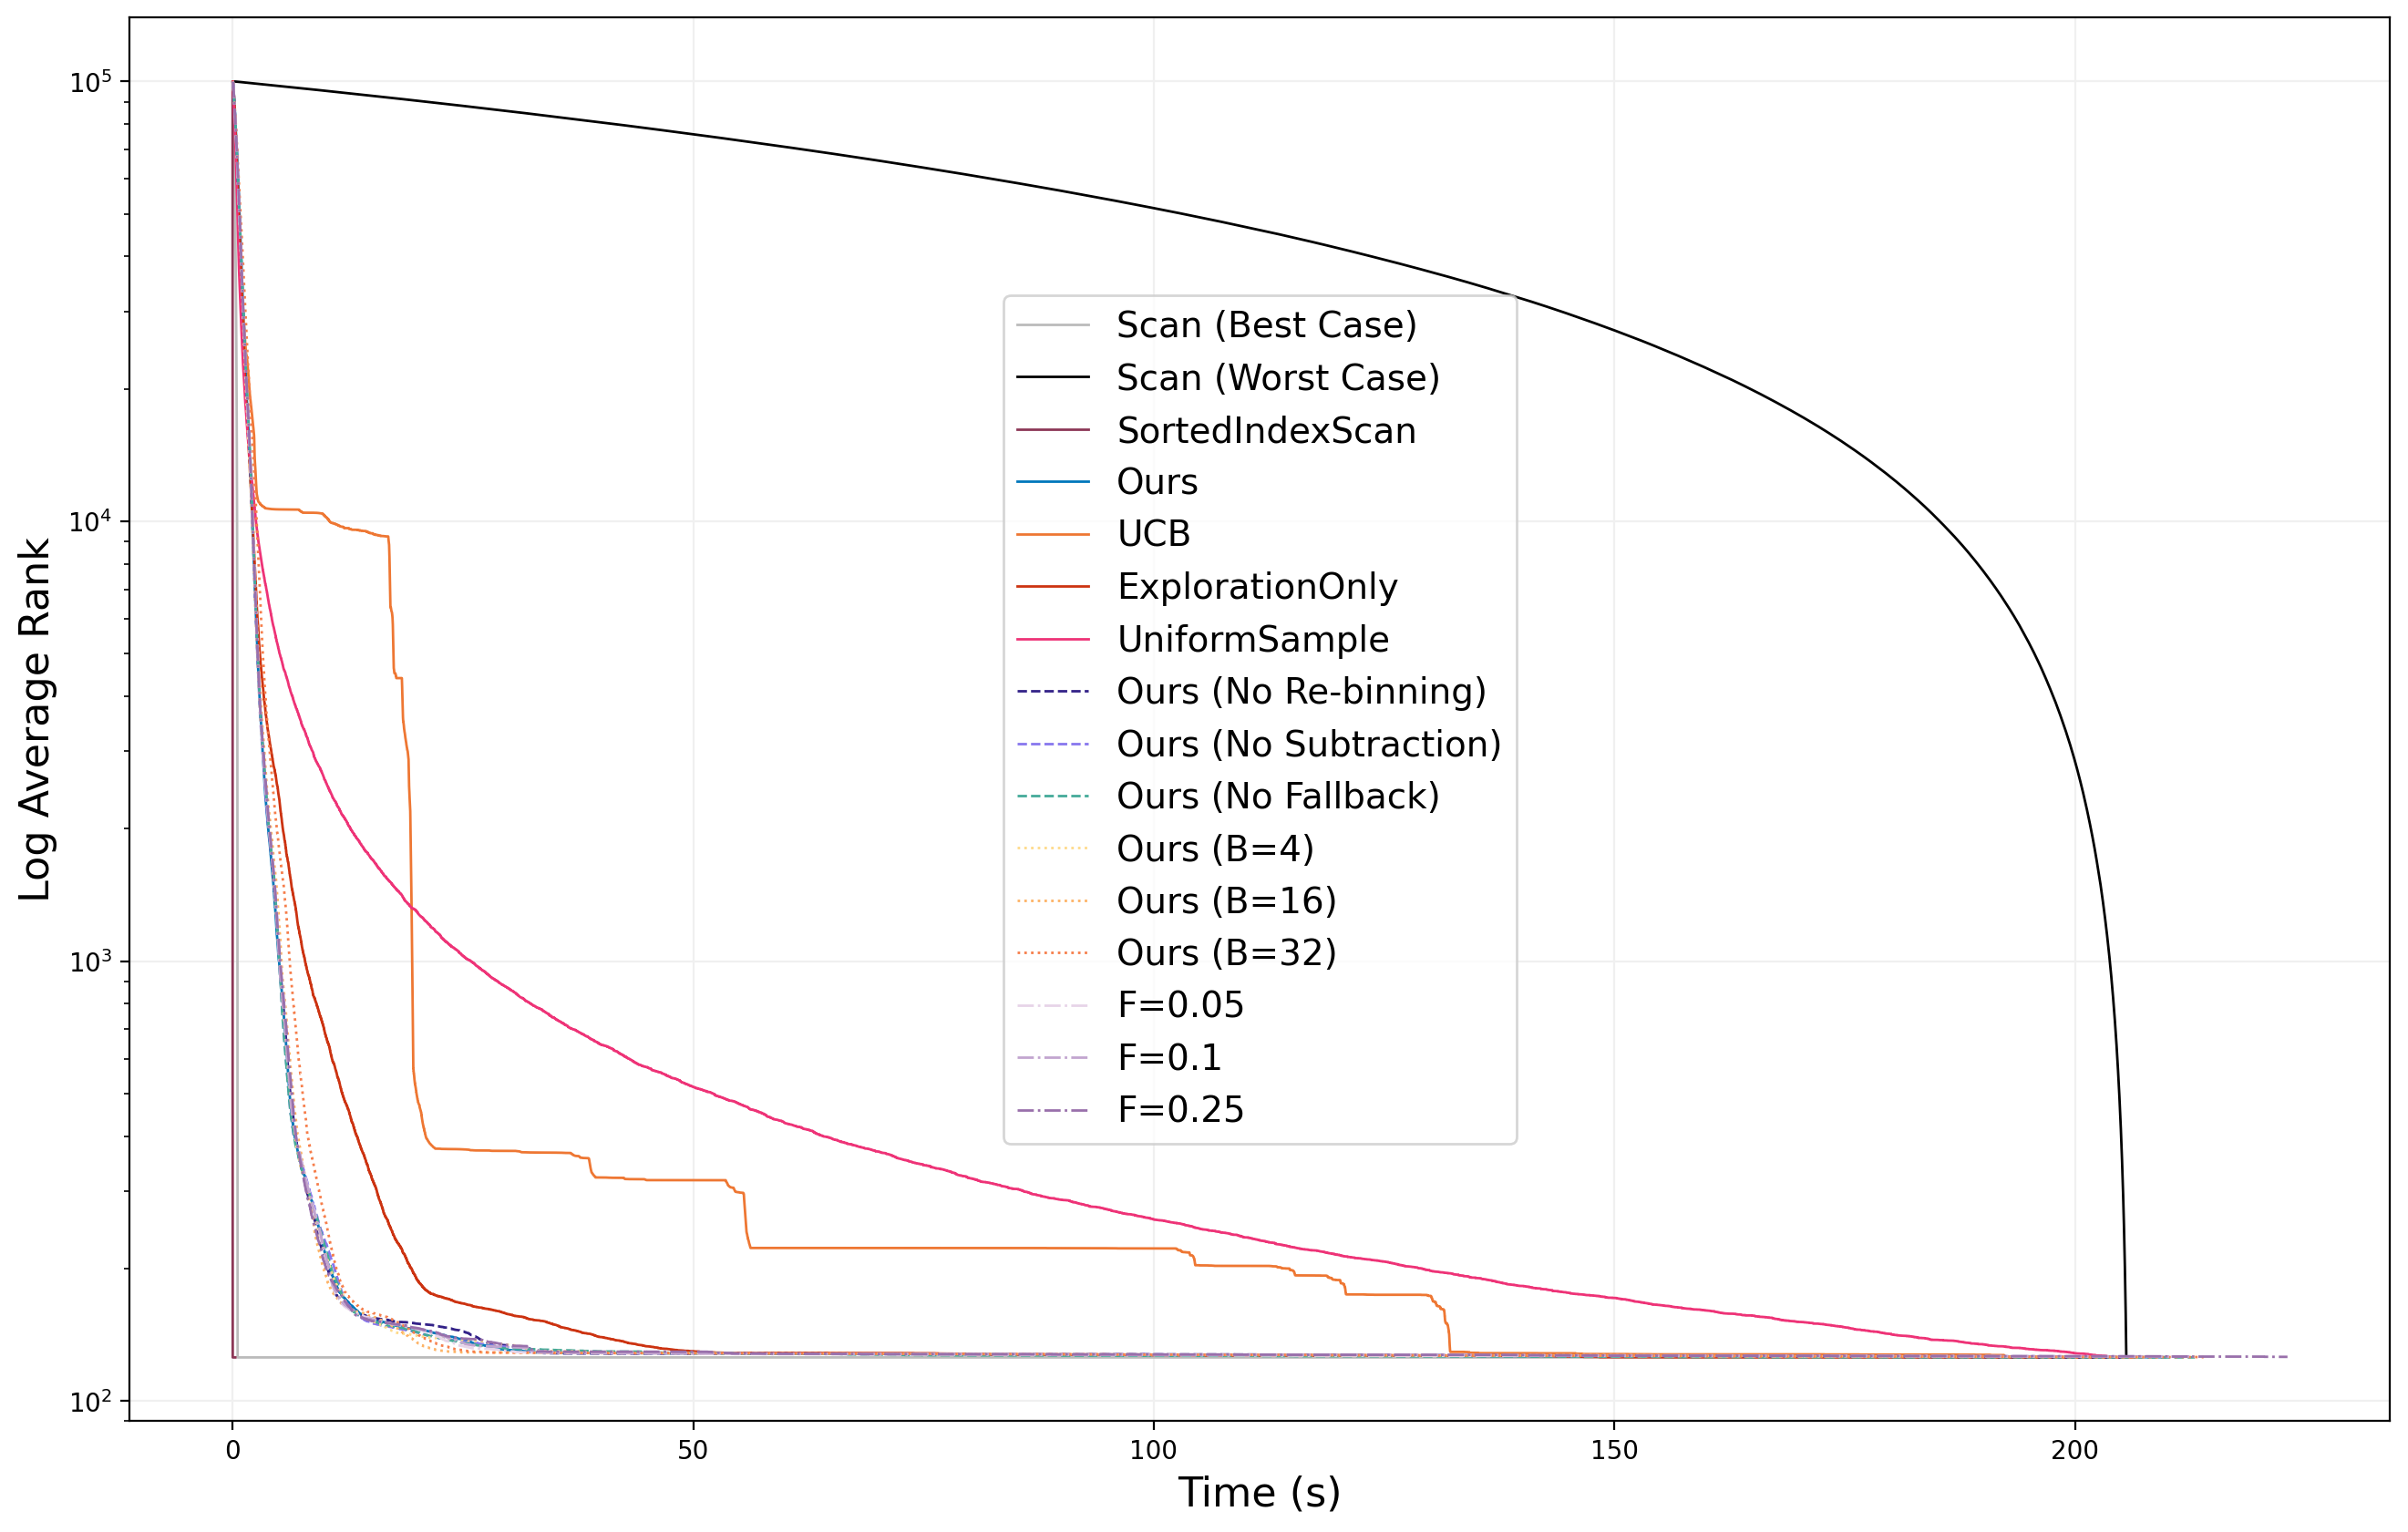 Log Average Rank
10^5
10^4
10^3
10^2
Scan (Best Case)
Scan (Worst Case)
SortedIndexScan
Ours
UCB
ExplorationOnly
UniformSample
Ours (No Re-binning)
Ours (No Subtraction)
Ours (No Fallback)
Ours (B=4)
Ours (B=16)
Ours (B=32)
F=0.05
F=0.1
F=0.25
0 50 100 150 200
Time (s)